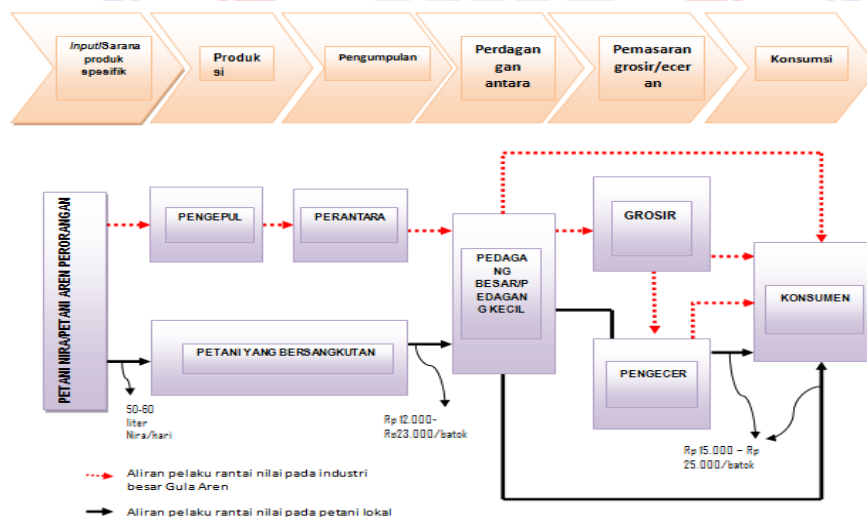 Input/Sarana
produk
spesifik
Produk
si
Pengumpulan
Perdagan
gan
antara
Pemasaran
grosir/ecer
an
Konsumsi
PETANI NIRA/PETANI AREN PERORANGAN
PENGEPUL
PERANTARA
PEDAGA
NG
BESAR/P
EDAGAN
G KECIL
GROSIR
KONSUMEN
PETANI YANG BERSANGKUTAN
PENGECER
50-60
liter
Nira/hari
Rp 12.000-
Rp23.000/batok
Rp 15.000 – Rp
25.000/batok
Aliran pelaku rantai nilai pada industri
besar Gula Aren
Aliran pelaku rantai nilai pada petani lokal